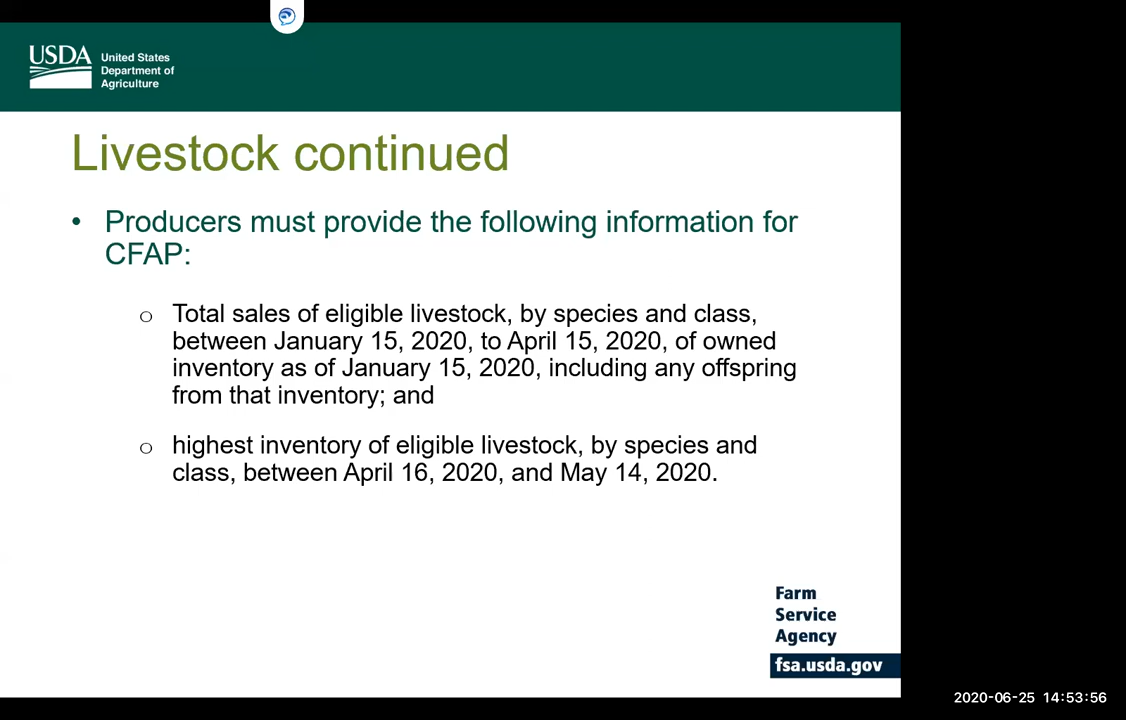 USDA
United States
Department of
Agriculture
Livestock continued
• Producers must provide the following information for
CFAP:
o Total sales of eligible livestock, by species and class,
between January 15, 2020, to April 15, 2020, of owned
inventory as of January 15, 2020, including any offspring
from that inventory; and
o highest inventory of eligible livestock, by species and
class, between April 16, 2020, and May 14, 2020.
Farm
Service
Agency
fsa.usda.gov
2020-06-25 14:53:56